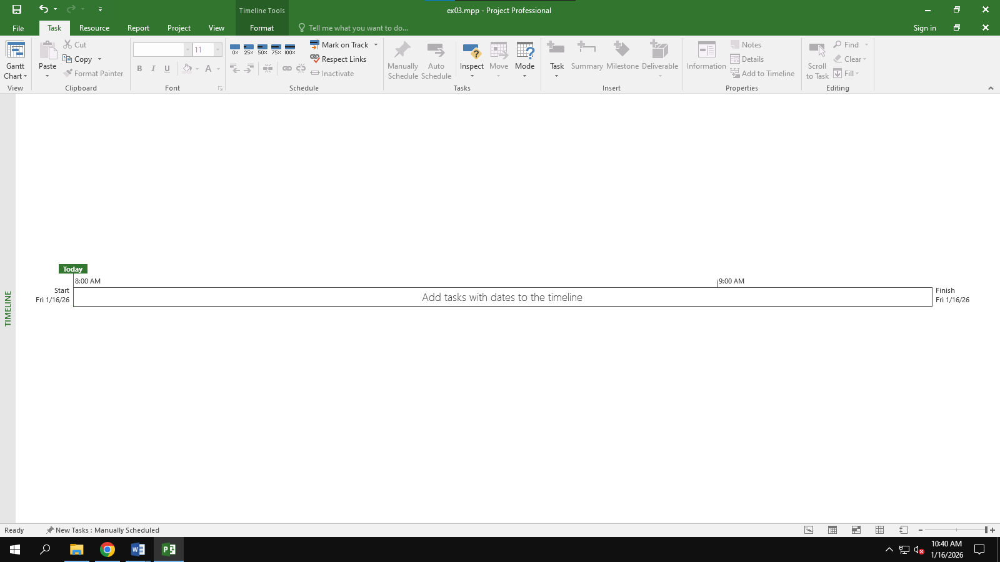 Timeline Tools
ex03.mpp - Project Professional
File
Task
Resource
Report
Project
View
Format
Tell me what you want to do...
Sign in
Gantt
Chart
View
Paste
Cut
Copy
Format Painter
Clipboard
11
B I U A
Font
0% 25% 50% 75% 100%
Mark on Track
Respect Links
Inactivate
Schedule
Manually
Schedule
Auto
Schedule
Inspect
Move
Mode
Tasks
Task
Summary
Milestone
Deliverable
Insert
Information
Notes
Details
Add to Timeline
Properties
Scroll
to Task
Find
Clear
Fill
Editing
TIMELINE
Today
8:00 AM
9:00 AM
Start
Fri 1/16/26
Add tasks with dates to the timeline
Finish
Fri 1/16/26
Ready
New Tasks : Manually Scheduled
10:40 AM
1/16/2026